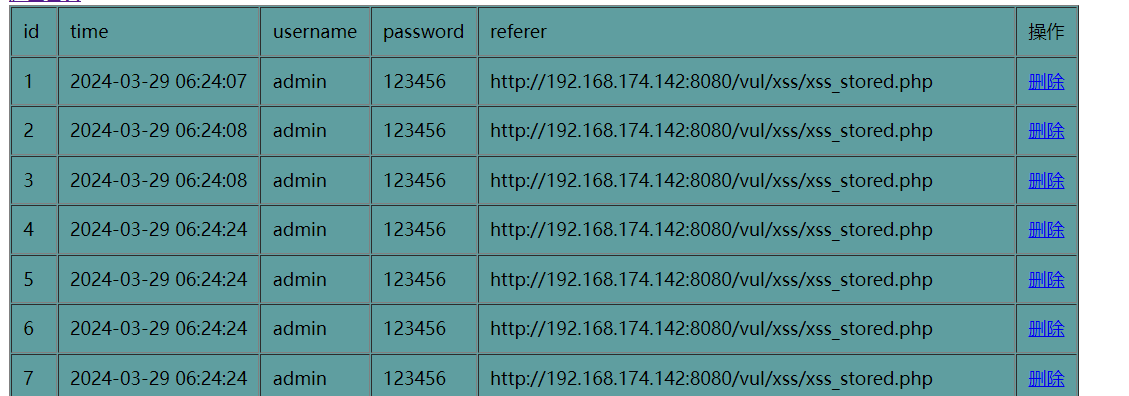 id time username password referer 操作
1 2024-03-29 06:24:07 admin 123456 http://192.168.174.142:8080/vul/xss/xss_stored.php 删除
2 2024-03-29 06:24:08 admin 123456 http://192.168.174.142:8080/vul/xss/xss_stored.php 删除
3 2024-03-29 06:24:08 admin 123456 http://192.168.174.142:8080/vul/xss/xss_stored.php 删除
4 2024-03-29 06:24:24 admin 123456 http://192.168.174.142:8080/vul/xss/xss_stored.php 删除
5 2024-03-29 06:24:24 admin 123456 http://192.168.174.142:8080/vul/xss/xss_stored.php 删除
6 2024-03-29 06:24:24 admin 123456 http://192.168.174.142:8080/vul/xss/xss_stored.php 删除
7 2024-03-29 06:24:24 admin 123456 http://192.168.174.142:8080/vul/xss/xss_stored.php 删除